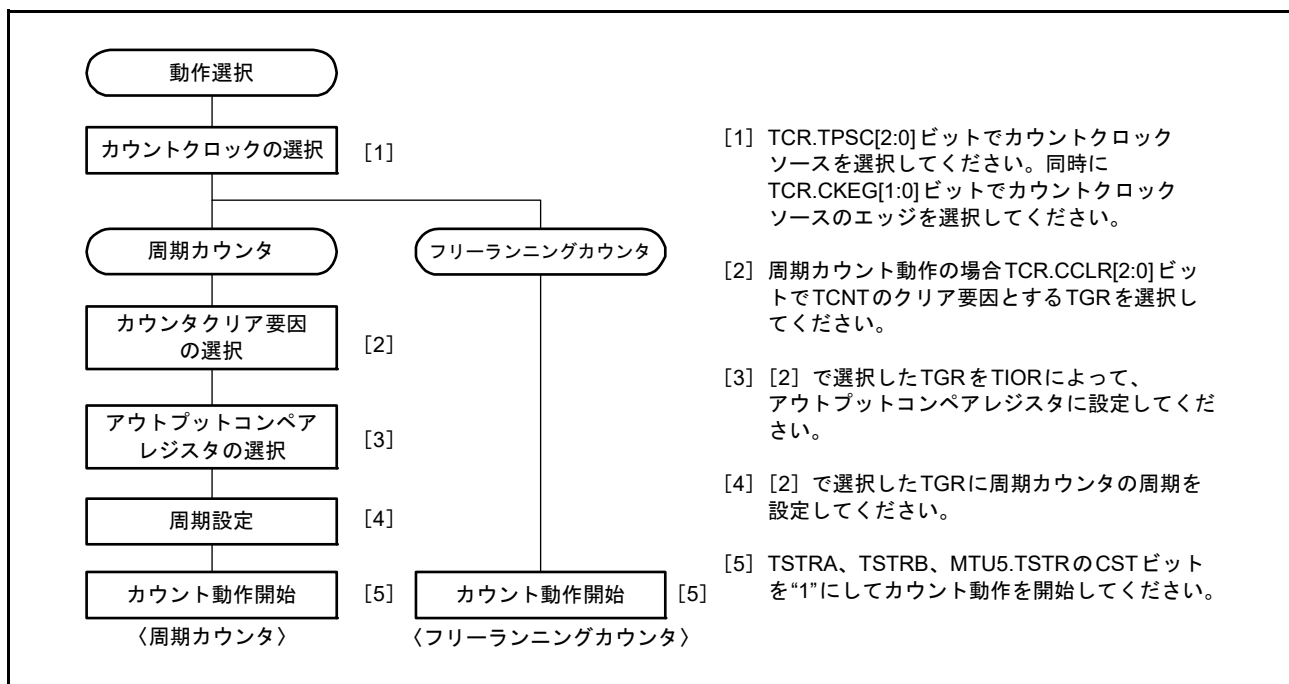 動作選択
カウントクロックの選択 [1]
周期カウンタ フリーランニングカウンタ
カウンタクリア要因
の選択 [2]
アウトプットコンペア
レジスタの選択 [3]
周期設定 [4]
カウント動作開始 [5] カウント動作開始 [5]
〈周期カウンタ〉 〈フリーランニングカウンタ〉
[1] TCR.TPSC[2:0]ビットでカウントクロック
ソースを選択してください。同時に
TCR.CKEG[1:0]ビットでカウントクロック
ソースのエッジを選択してください。
[2] 周期カウント動作の場合TCR.CCLR[2:0]ビッ
トでTCNTのクリア要因とするTGRを選択し
てください。
[3] [2] で選択したTGRをTIORによって、
アウトプットコンペアレジスタに設定してくだ
さい。
[4] [2] で選択したTGRに周期カウンタの周期を
設定してください。
[5] TSTRA、TSTRB、MTU5.TSTRのCSTビット
を“1”にしてカウント動作を開始してください。